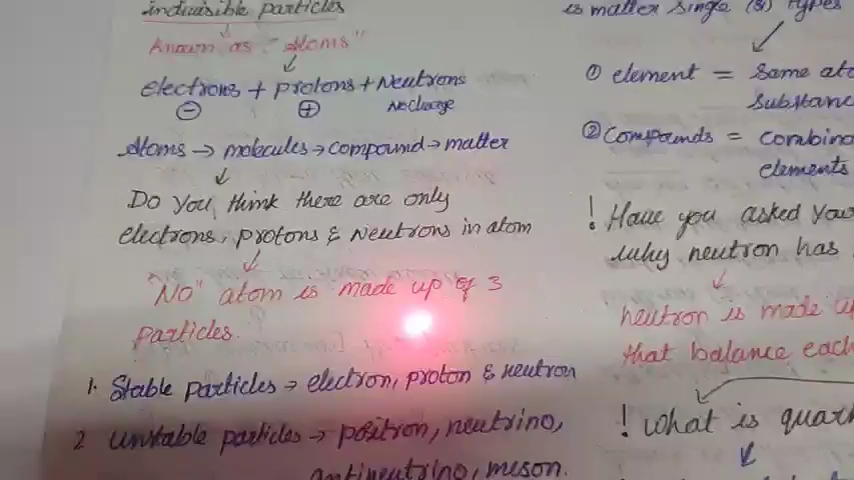 indivisible particles
Known as "Atoms"
electrons + protons + Neutrons
− + No charge
Atoms → molecules → compound → matter
Do you think there are only
electrons, protons & Neutrons in atom
"NO" atom is made up of 3
particles.
1. Stable particles → electron, proton & neutron
2 unstable particles → positron, neutrino,
antineutrino, meson.
is matter single (3) types
① element = same
② Compounds =
elements
! Have you asked
why neutron has
neutron is made
that balance each
! what is